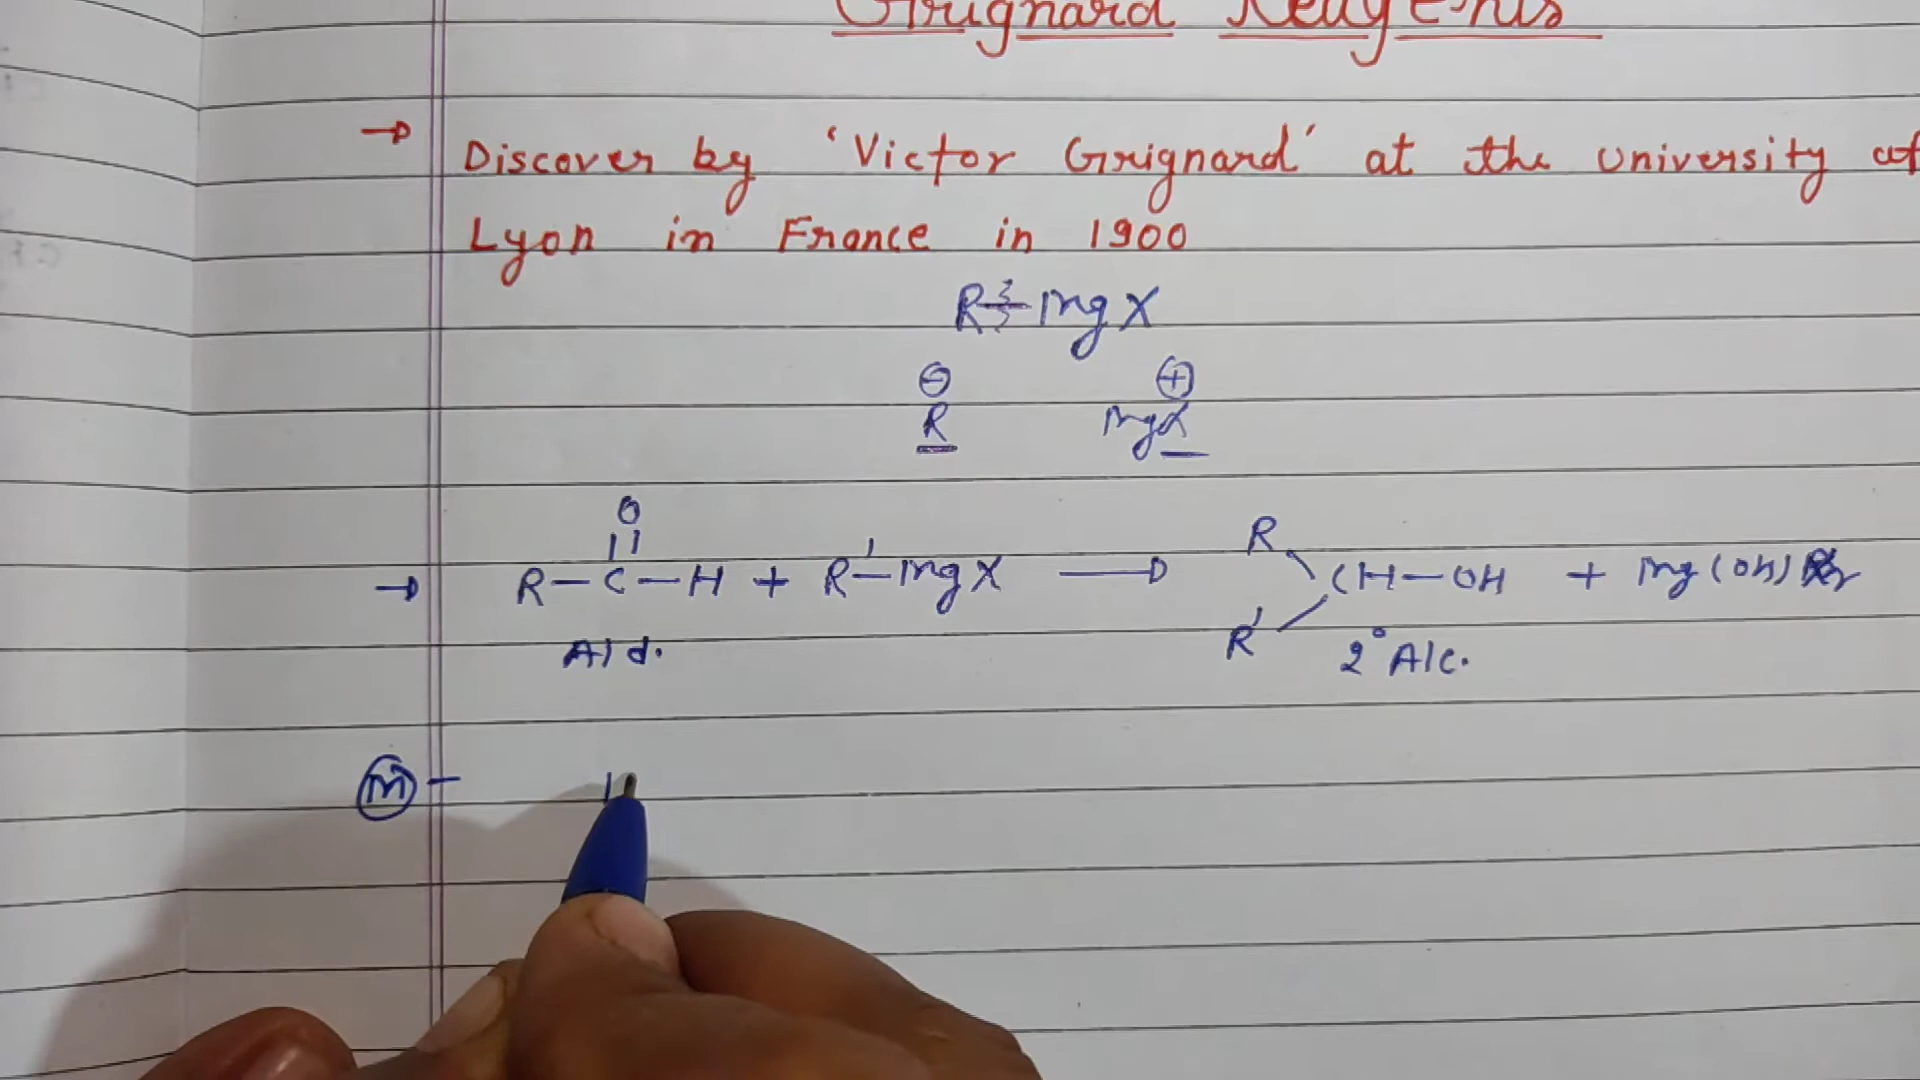 Grignard Reagents
→ Discover by 'Victor Grignard' at the University of
Lyon in France in 1900
R-MgX
⊖ ⊕
R MgX
O
||
→ R-C-H + R'-MgX → R R' CH-OH + Mg(OH)
Ald. 2° Alc.
(M) -